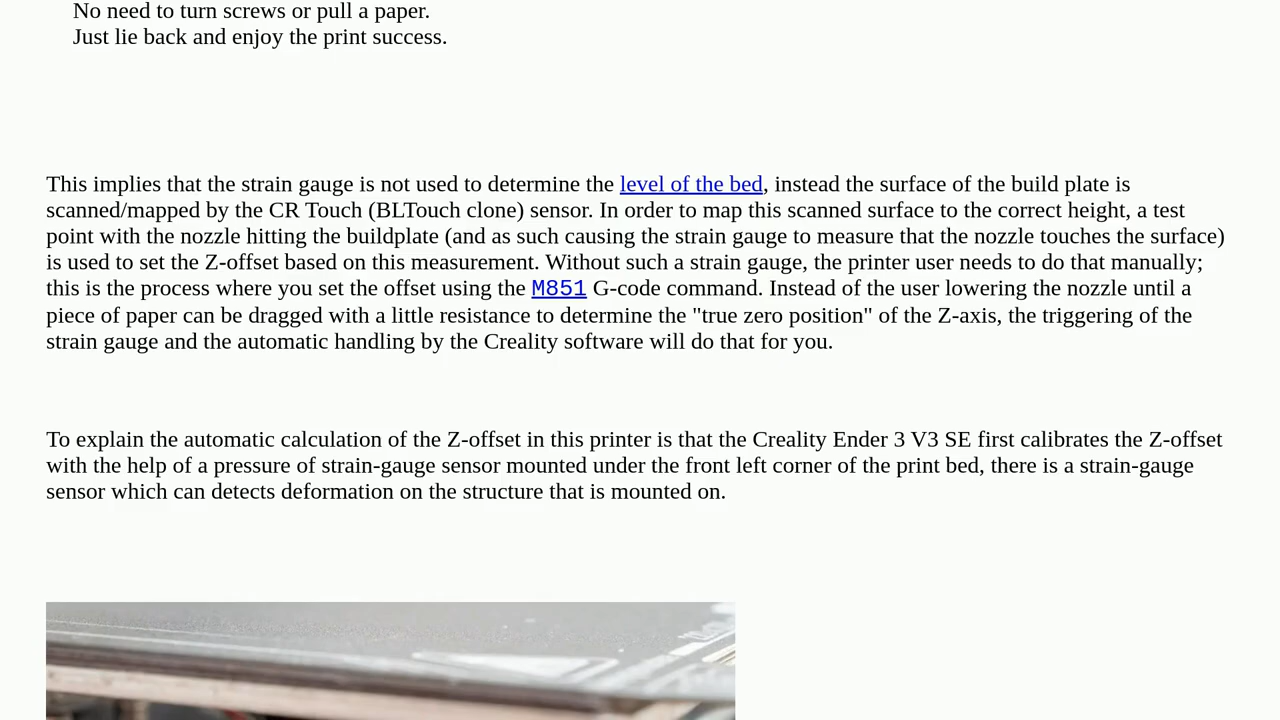 No need to turn screws or pull a paper.
Just lie back and enjoy the print success.
This implies that the strain gauge is not used to determine the level of the bed, instead the surface of the build plate is
scanned/mapped by the CR Touch (BLTouch clone) sensor. In order to map this scanned surface to the correct height, a test
point with the nozzle hitting the buildplate (and as such causing the strain gauge to measure that the nozzle touches the surface)
is used to set the Z-offset based on this measurement. Without such a strain gauge, the printer user needs to do that manually;
this is the process where you set the offset using the M851 G-code command. Instead of the user lowering the nozzle until a
piece of paper can be dragged with a little resistance to determine the "true zero position" of the Z-axis, the triggering of the
strain gauge and the automatic handling by the Creality software will do that for you.
To explain the automatic calculation of the Z-offset in this printer is that the Creality Ender 3 V3 SE first calibrates the Z-offset
with the help of a pressure of strain-gauge sensor mounted under the front left corner of the print bed, there is a strain-gauge
sensor which can detects deformation on the structure that is mounted on.